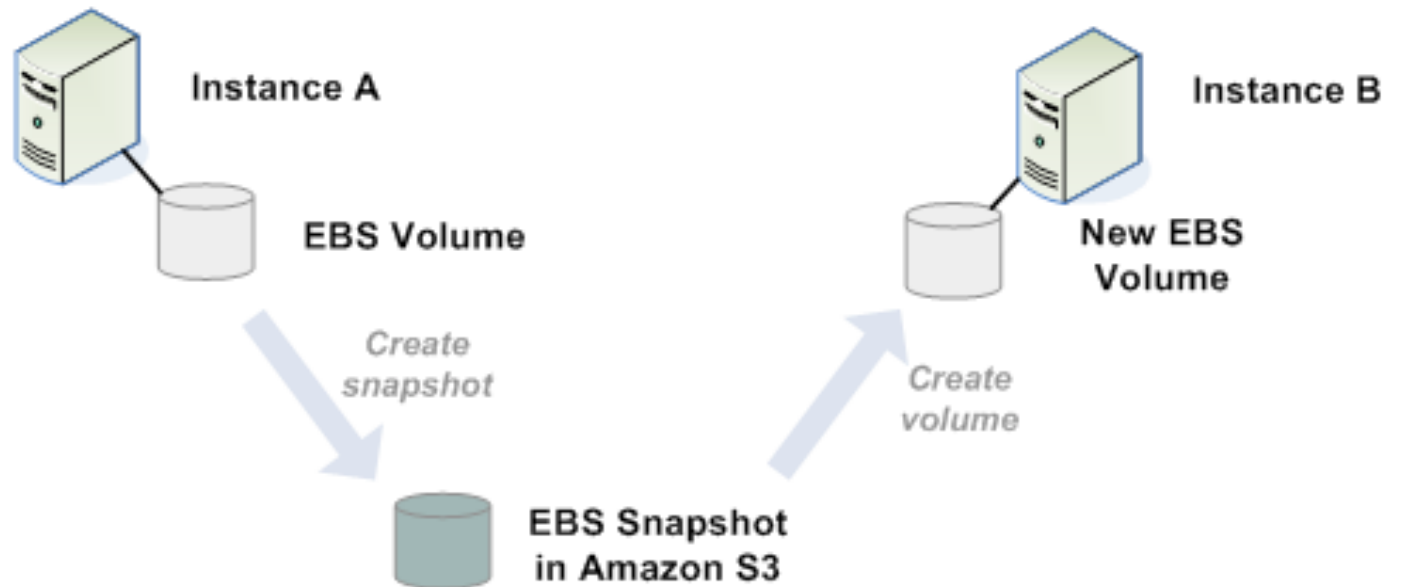 Instance A
EBS Volume
Create
snapshot
EBS Snapshot
in Amazon S3
Create
volume
New EBS
Volume
Instance B